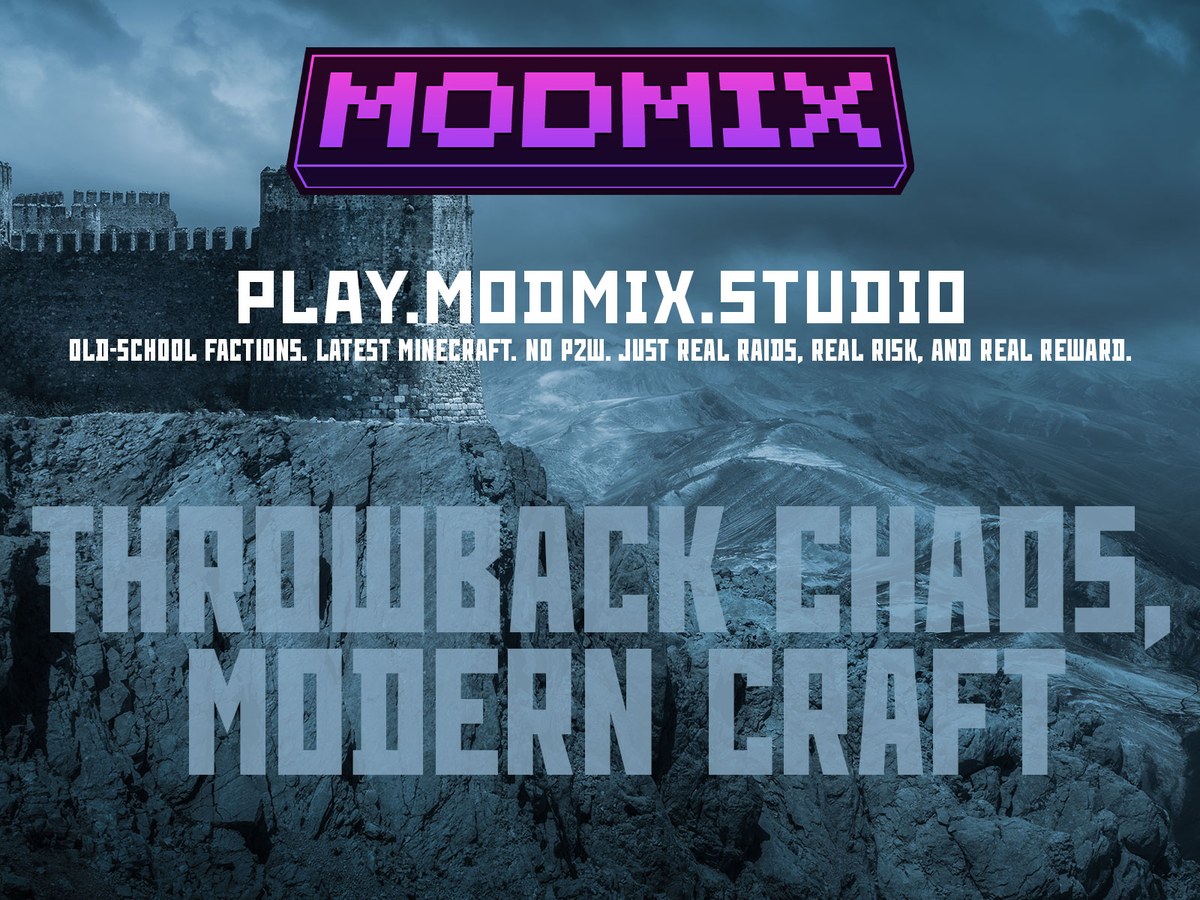 MODMIX
PLAY.MODMIX.STUDIO
OLD-SCHOOL FACTIONS. LATEST MINECRAFT. NO P2W. JUST REAL RAIDS, REAL RISK, AND REAL REWARD.
THROWBACK CHAOS,
MODERN CRAFT